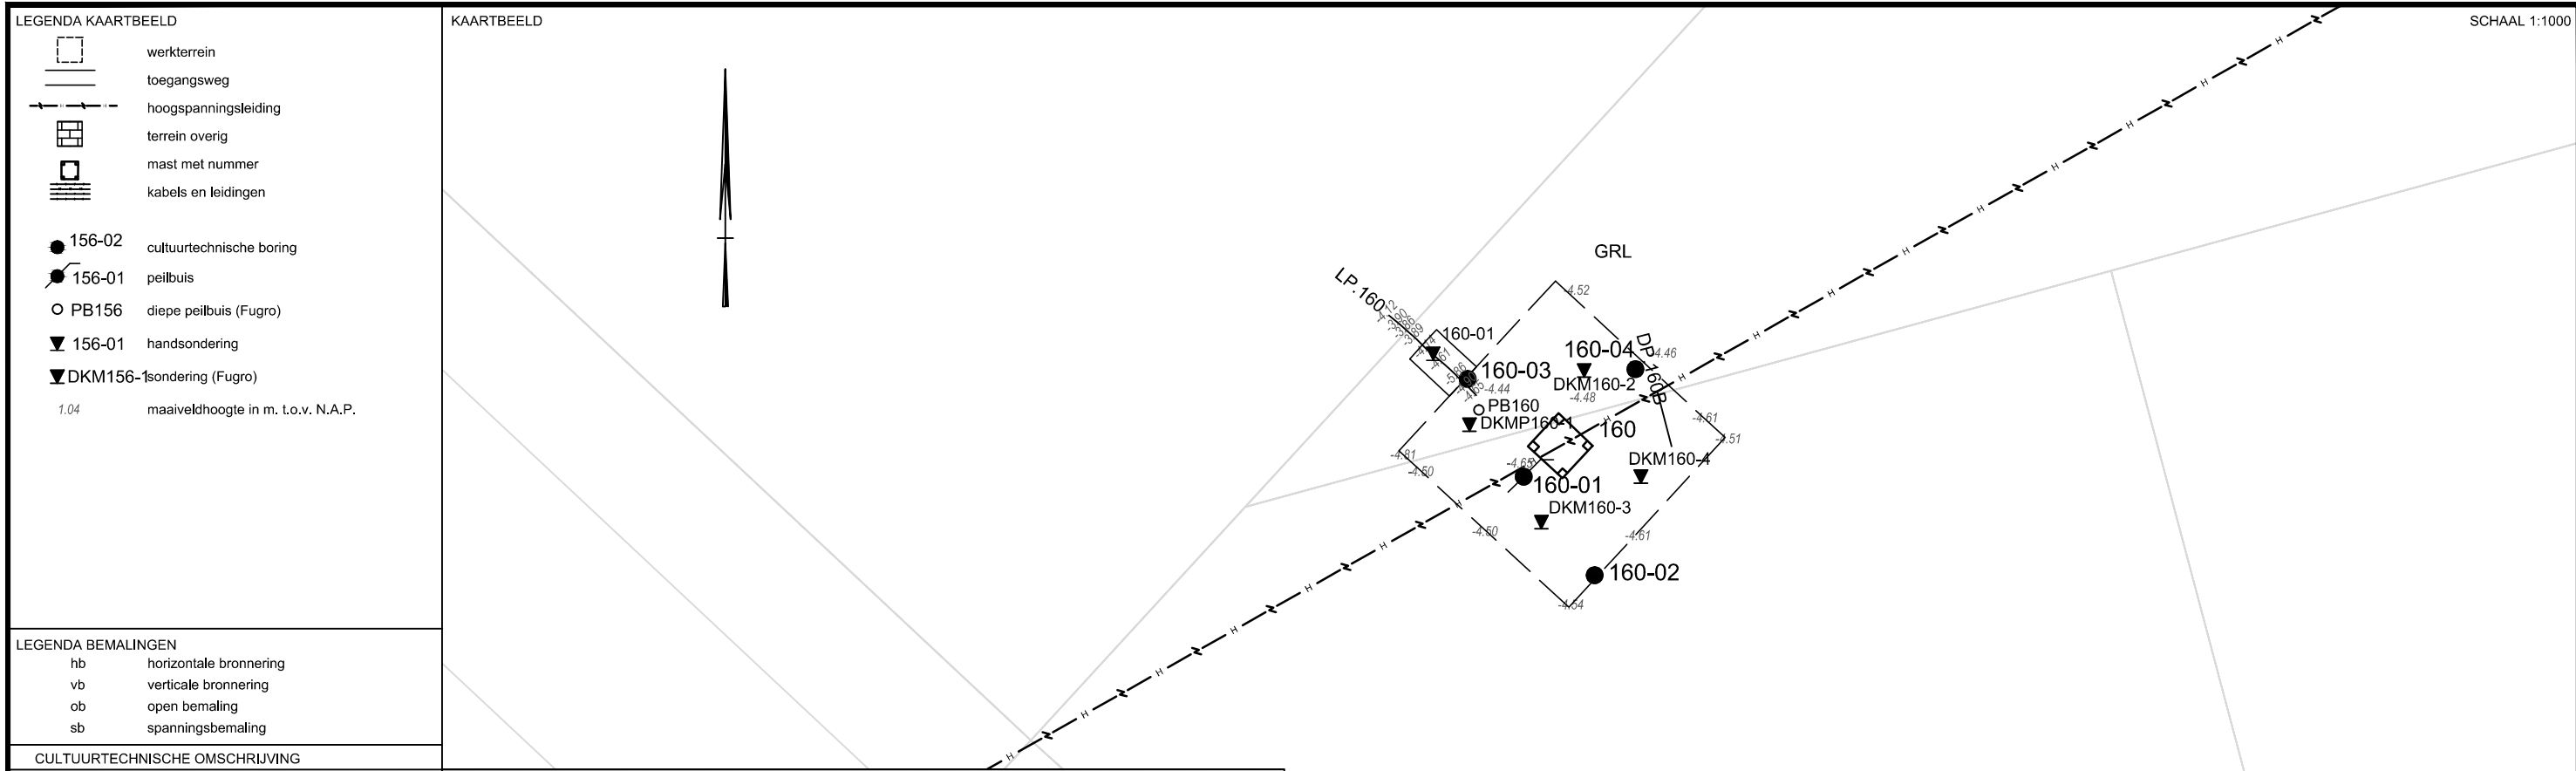 LEGENDA KAARTBEELD
werkterrein
toegangsweg
hoogspanningsleiding
terrein overig
mast met nummer
kabels en leidingen
156-02 cultuurtechnische boring
156-01 peilbuis
PB156 diepe peilbuis (Fugro)
156-01 handsondering
DKM156-1 sondering (Fugro)
1.04 maaiveldhoogte in m. t.o.v. N.A.P.
LEGENDA BEMALINGEN
hb horizontale bronnering
vb verticale bronnering
ob open bemaling
sb spanningsbemaling
CULTUURTECHNISCHE OMSCHRIJVING
KAARTBEELD
SCHAAL 1:1000
GRL
-4.52
LP.160
160-01
160-04
DP 160B
-4.46
160-03
-4.44
DKM160-2
-4.48
PB160
DKMP160-1
160
-4.61
-4.51
-4.81
-4.60
-4.65
DKM160-4
160-01
DKM160-3
-4.50
-4.61
160-02
-4.54